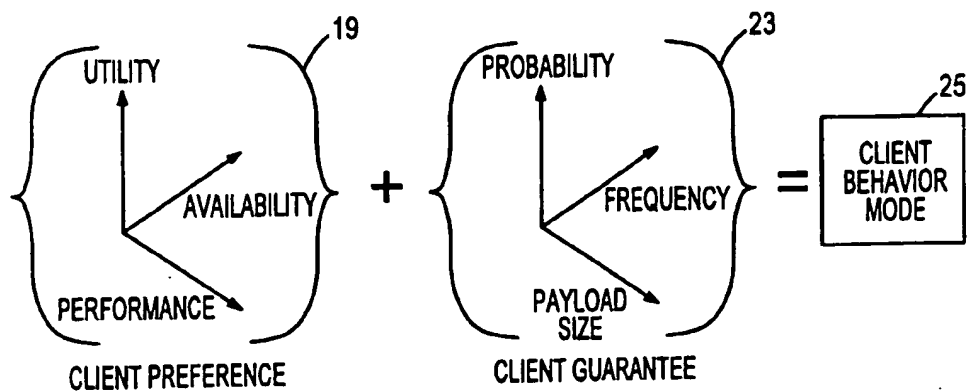 19
UTILITY
AVAILABILITY
PERFORMANCE
CLIENT PREFERENCE
+
23
PROBABILITY
FREQUENCY
PAYLOAD
SIZE
CLIENT GUARANTEE
=
25
CLIENT
BEHAVIOR
MODE